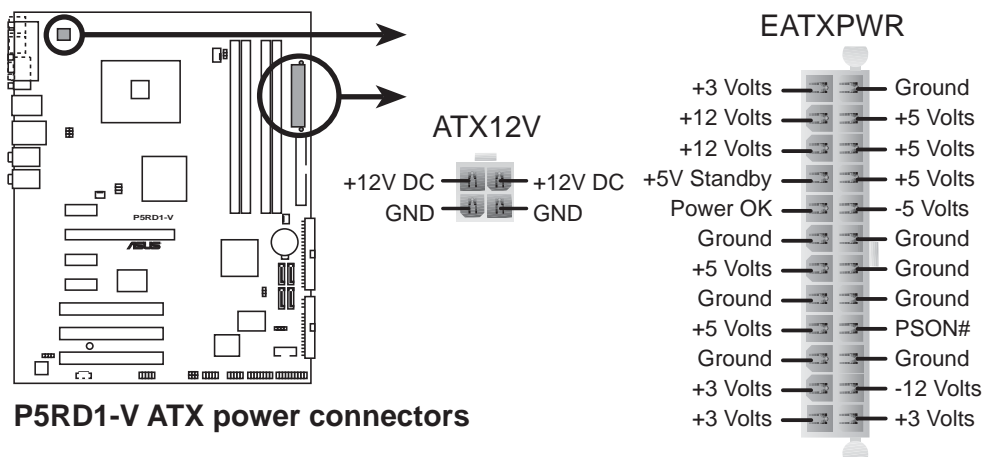 EATXPWR
+3 Volts Ground
+12 Volts +5 Volts
+12 Volts +5 Volts
+5V Standby +5 Volts
Power OK -5 Volts
Ground Ground
+5 Volts Ground
Ground Ground
+5 Volts PSON#
Ground Ground
+3 Volts -12 Volts
+3 Volts +3 Volts
ATX12V
+12V DC +12V DC
GND GND
P5RD1-V
ASUS
P5RD1-V ATX power connectors